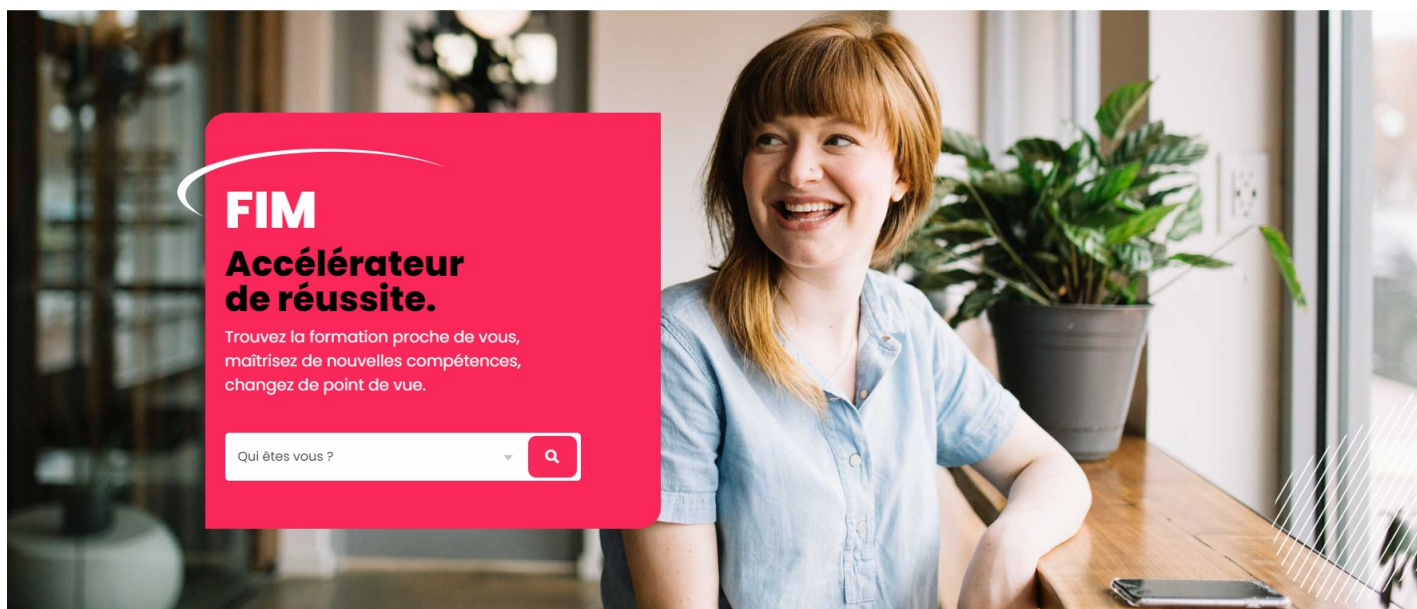 FIM
Accélérateur
de réussite.
Trouvez la formation proche de vous,
maîtrisez de nouvelles compétences,
changez de point de vue.
Qui êtes vous ?